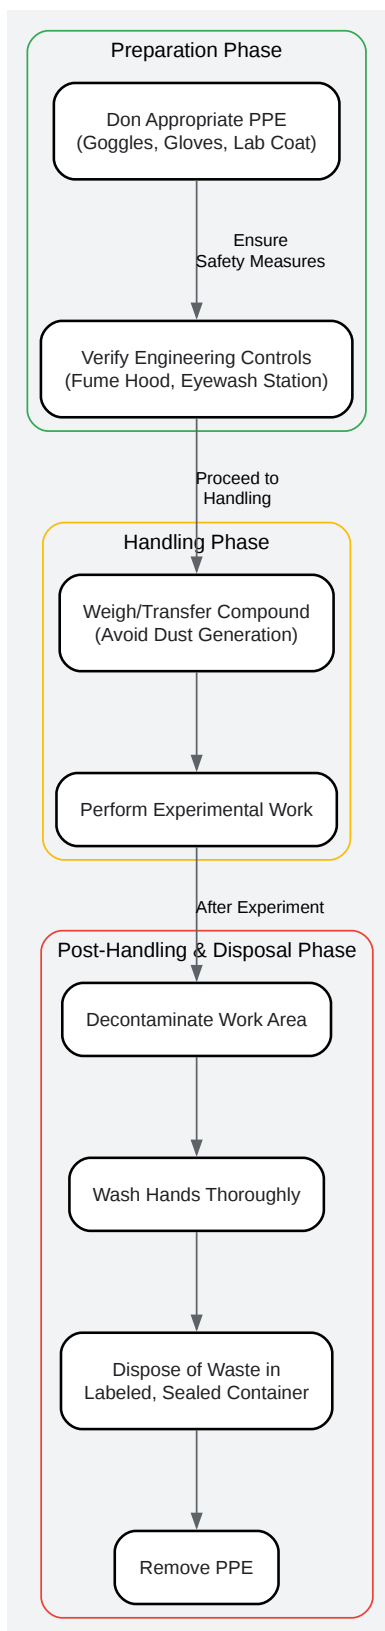 Preparation Phase
Don Appropriate PPE
(Goggles, Gloves, Lab Coat)
Ensure
Safety Measures
Verify Engineering Controls
(Fume Hood, Eyewash Station)
Proceed to
Handling
Handling Phase
Weigh/Transfer Compound
(Avoid Dust Generation)
Perform Experimental Work
After Experiment
Post-Handling & Disposal Phase
Decontaminate Work Area
Wash Hands Thoroughly
Dispose of Waste in
Labeled, Sealed Container
Remove PPE